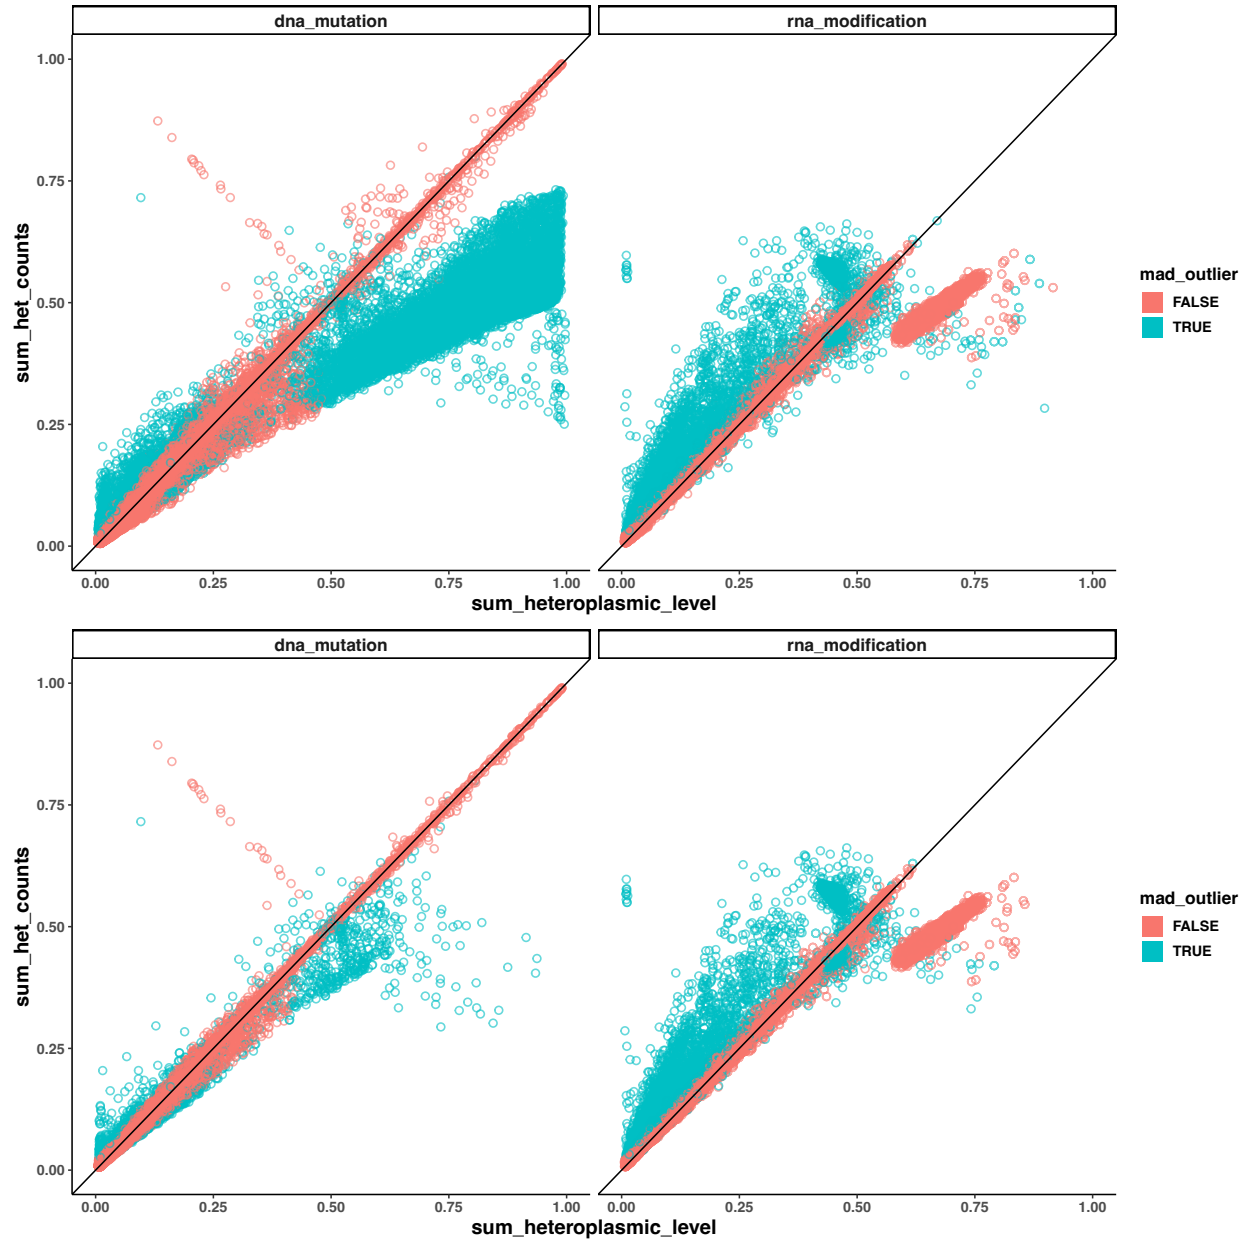 dna_mutation rna_modification
1.00
0.75
0.50
0.25
0.00
sum_het_counts
0.00 0.25 0.50 0.75 1.00 0.00 0.25 0.50 0.75 1.00
sum_heteroplasmic_level
mad_outlier
FALSE
TRUE
dna_mutation rna_modification
1.00
0.75
0.50
0.25
0.00
sum_het_counts
0.00 0.25 0.50 0.75 1.00 0.00 0.25 0.50 0.75 1.00
sum_heteroplasmic_level
mad_outlier
FALSE
TRUE